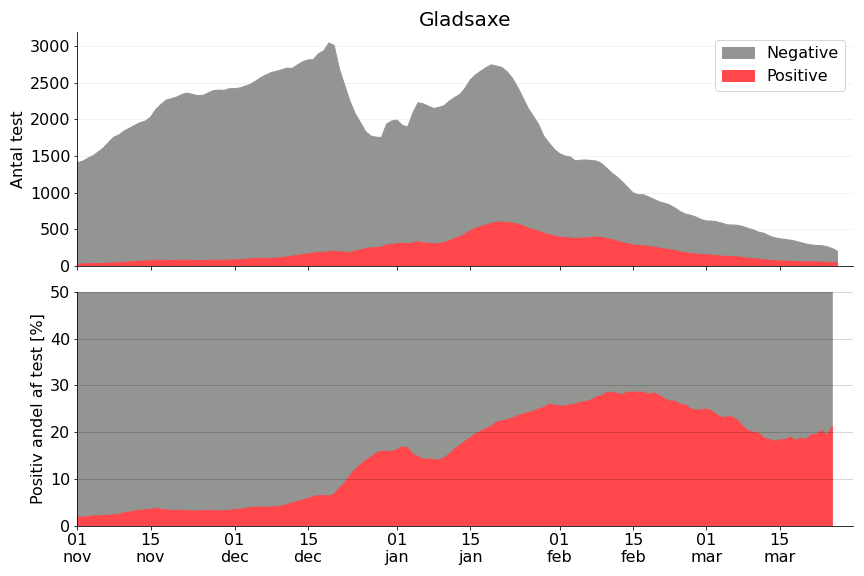 Gladsaxe
Antal test
3000
2500
2000
1500
1000
500
0
Negative
Positive
Positiv andel af test [%]
50
40
30
20
10
0
01 15 01 15 01 15 01 15 01 15
nov nov dec dec jan jan feb feb mar mar